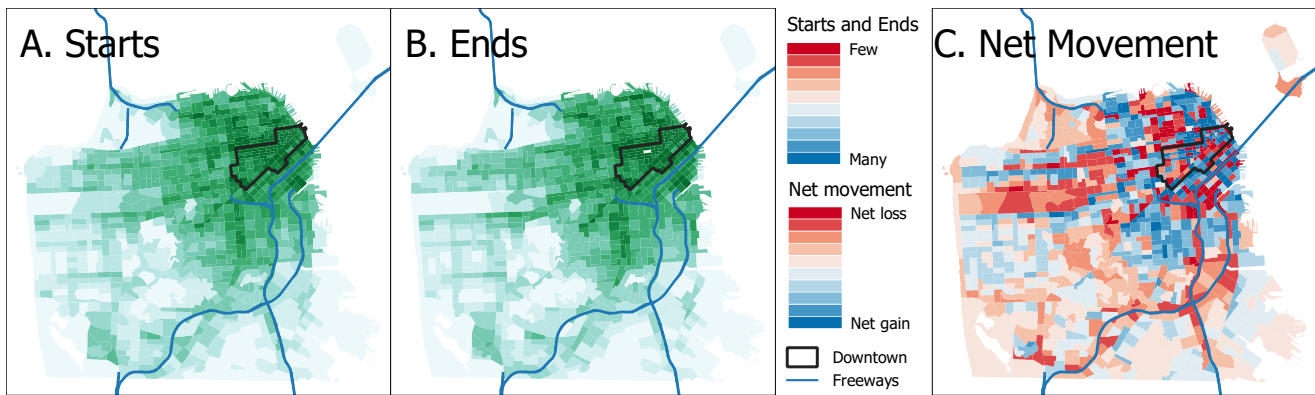 A. Starts
B. Ends
Starts and Ends
Few
Many
Net movement
Net loss
Net gain
Downtown
Freeways
C. Net Movement